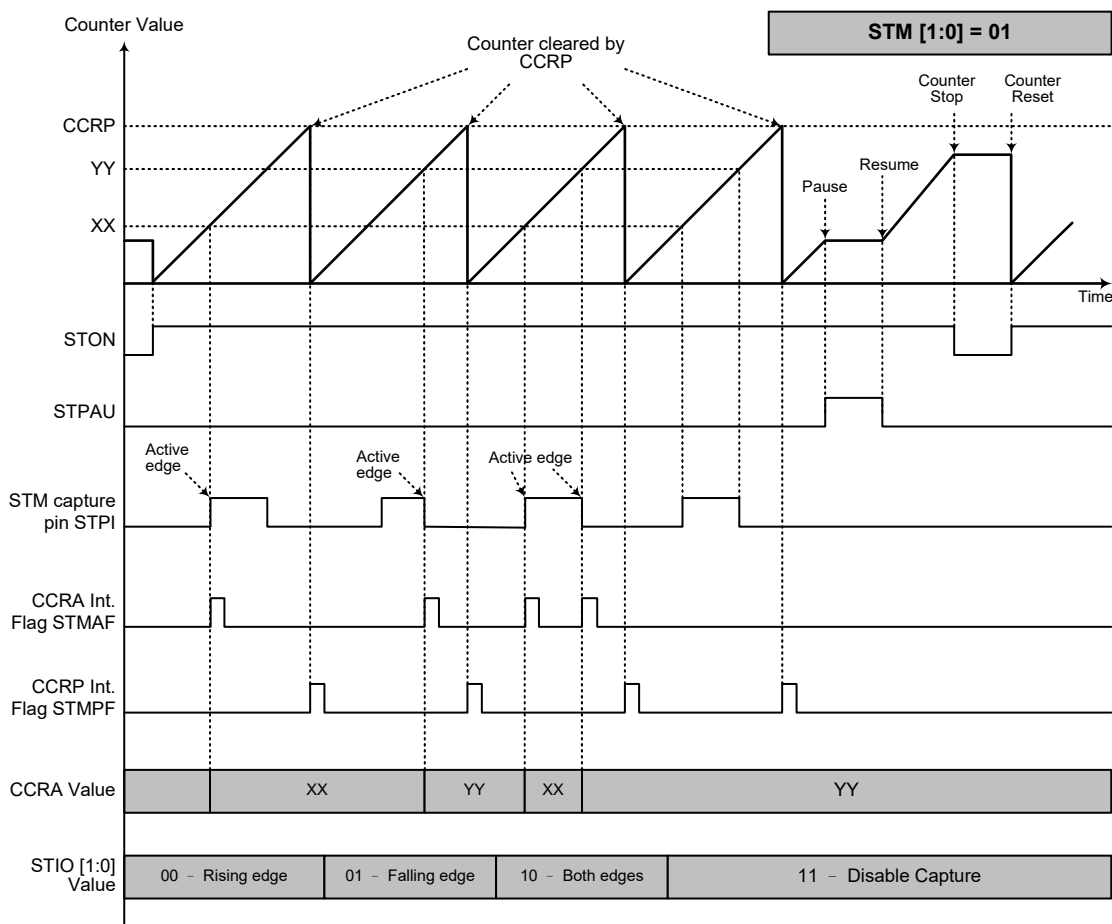 Counter Value
Counter cleared by
CCRP
STM [1:0] = 01
Counter
Stop
Counter
Reset
CCRP
YY
XX
Pause
Resume
Time
STON
STPAU
Active
edge
Active
edge
Active edge
STM capture
pin STPI
CCRA Int.
Flag STMAF
CCRP Int.
Flag STMPF
CCRA Value
XX
YY
XX
YY
STIO [1:0]
Value
00 – Rising edge
01 – Falling edge
10 – Both edges
11 – Disable Capture